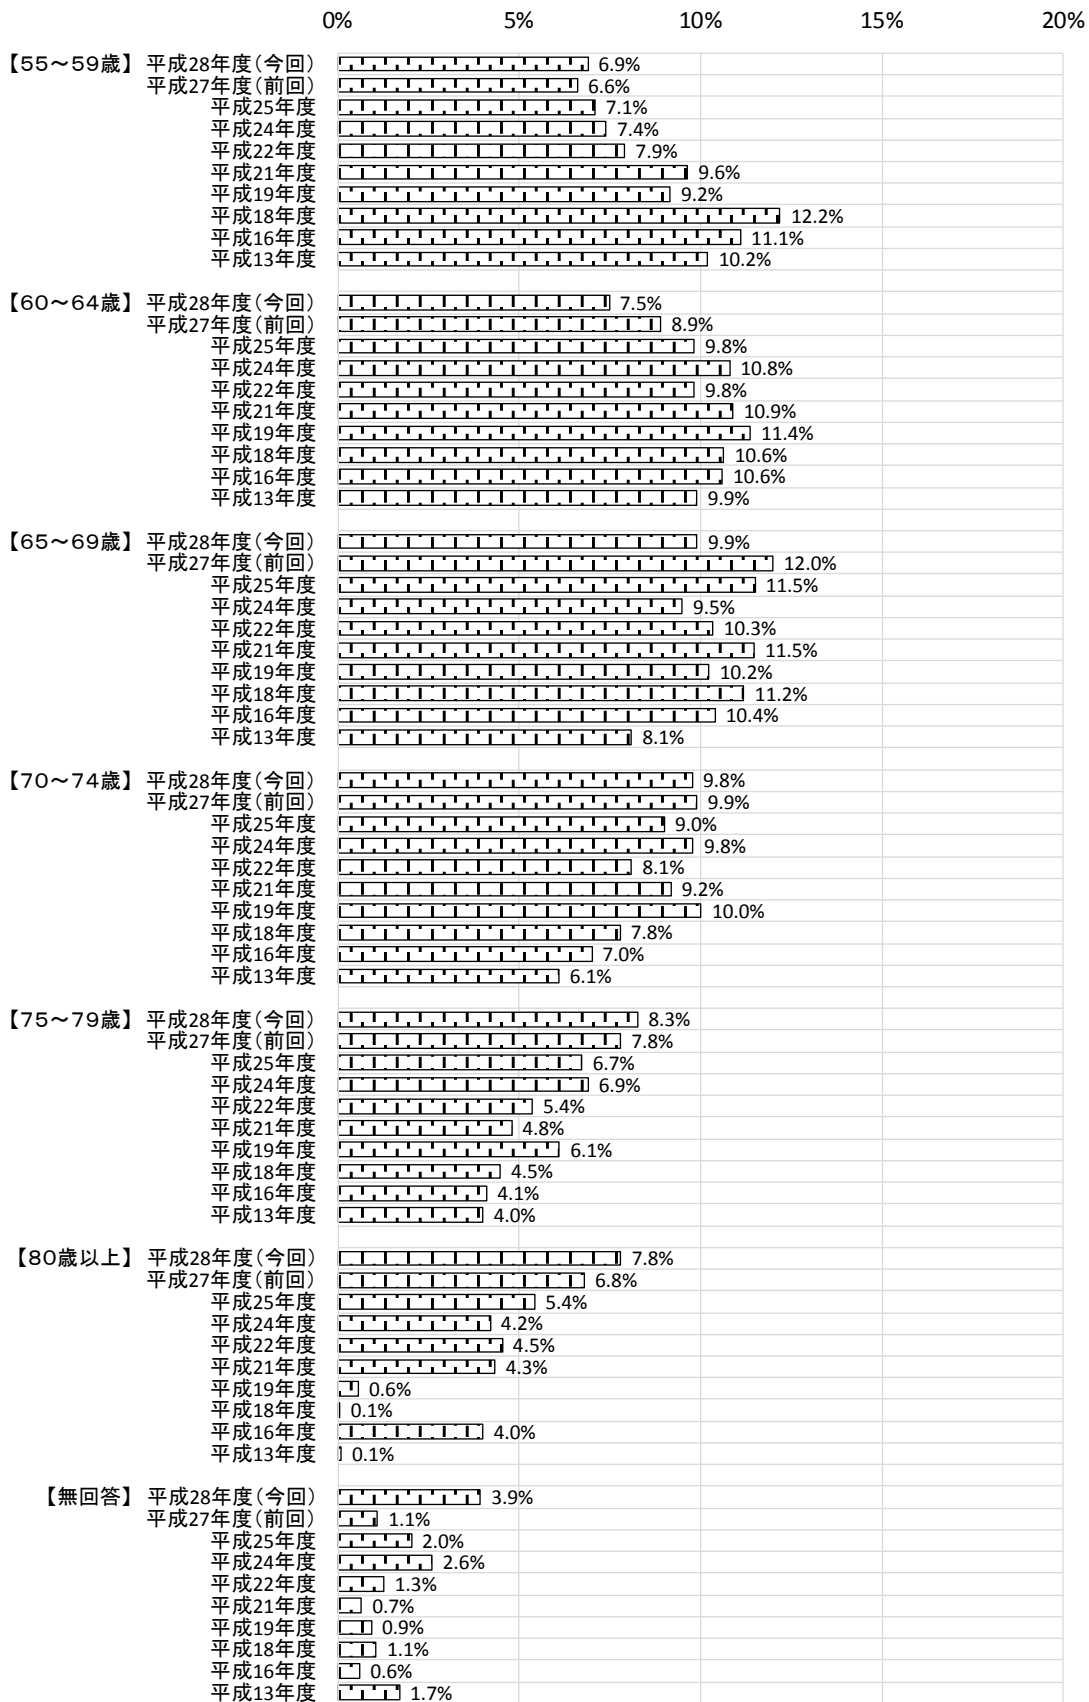 0% 5% 10% 15% 20%
【55～59歳】 平成28年度(今回) 6.9%
平成27年度(前回) 6.6%
平成25年度 7.1%
平成24年度 7.4%
平成22年度 7.9%
平成21年度 9.6%
平成19年度 9.2%
平成18年度 12.2%
平成16年度 11.1%
平成13年度 10.2%
【60～64歳】 平成28年度(今回) 7.5%
平成27年度(前回) 8.9%
平成25年度 9.8%
平成24年度 10.8%
平成22年度 9.8%
平成21年度 10.9%
平成19年度 11.4%
平成18年度 10.6%
平成16年度 10.6%
平成13年度 9.9%
【65～69歳】 平成28年度(今回) 9.9%
平成27年度(前回) 12.0%
平成25年度 11.5%
平成24年度 9.5%
平成22年度 10.3%
平成21年度 11.5%
平成19年度 10.2%
平成18年度 11.2%
平成16年度 10.4%
平成13年度 8.1%
【70～74歳】 平成28年度(今回) 9.8%
平成27年度(前回) 9.9%
平成25年度 9.0%
平成24年度 9.8%
平成22年度 8.1%
平成21年度 9.2%
平成19年度 10.0%
平成18年度 7.8%
平成16年度 7.0%
平成13年度 6.1%
【75～79歳】 平成28年度(今回) 8.3%
平成27年度(前回) 7.8%
平成25年度 6.7%
平成24年度 6.9%
平成22年度 5.4%
平成21年度 4.8%
平成19年度 6.1%
平成18年度 4.5%
平成16年度 4.1%
平成13年度 4.0%
【80歳以上】 平成28年度(今回) 7.8%
平成27年度(前回) 6.8%
平成25年度 5.4%
平成24年度 4.2%
平成22年度 4.5%
平成21年度 4.3%
平成19年度 0.6%
平成18年度 0.1%
平成16年度 4.0%
平成13年度 0.1%
【無回答】 平成28年度(今回) 3.9%
平成27年度(前回) 1.1%
平成25年度 2.0%
平成24年度 2.6%
平成22年度 1.3%
平成21年度 0.7%
平成19年度 0.9%
平成18年度 1.1%
平成16年度 0.6%
平成13年度 1.7%